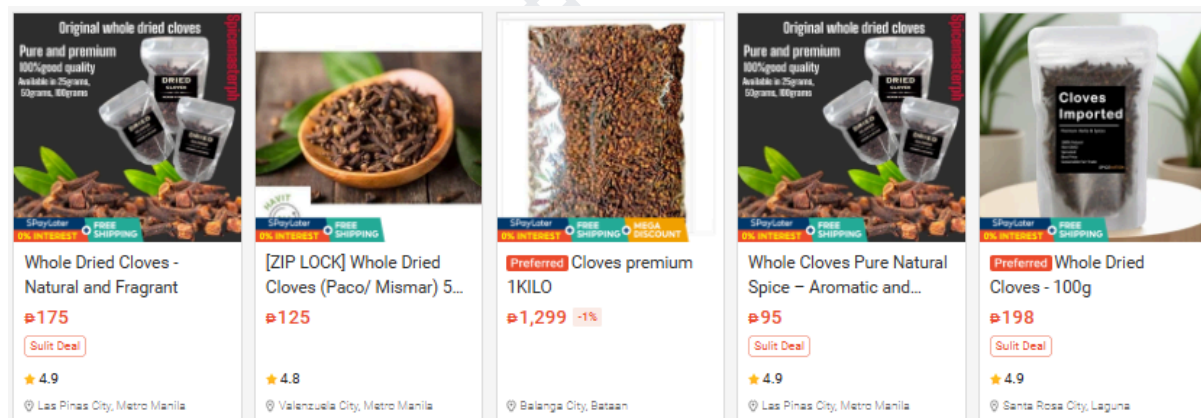 Original whole dried cloves
Pure and premium
100%good quality
Available in 25grams,
50grams, 100grams
Spicemasterph
DRIED
CLOVES
DRIED
DRIED
SPayLater
0% INTEREST
+
FREE
SHIPPING
Whole Dried Cloves -
Natural and Fragrant
₱175
Sulit Deal
4.9
Las Pinas City, Metro Manila
HAVIT
SPayLater
0% INTEREST
+
FREE
SHIPPING
[ZIP LOCK] Whole Dried
Cloves (Paco/ Mismar) 5...
₱125
4.8
Valenzuela City, Metro Manila
SPayLater
0% INTEREST
+
FREE
SHIPPING
+
MEGA
DISCOUNT
Preferred Cloves premium
1KILO
₱1,299 -1%
Balanga City, Bataan
Original whole dried cloves
Pure and premium
100%good quality
Available in 25grams,
50grams, 100grams
Spicemasterph
DRIED
CLOVES
DRIED
DRIED
SPayLater
0% INTEREST
+
FREE
SHIPPING
Whole Cloves Pure Natural
Spice – Aromatic and...
₱95
Sulit Deal
4.9
Las Pinas City, Metro Manila
Cloves
Imported
SPayLater
0% INTEREST
+
FREE
SHIPPING
Preferred Whole Dried
Cloves - 100g
₱198
Sulit Deal
4.9
Santa Rosa City, Laguna